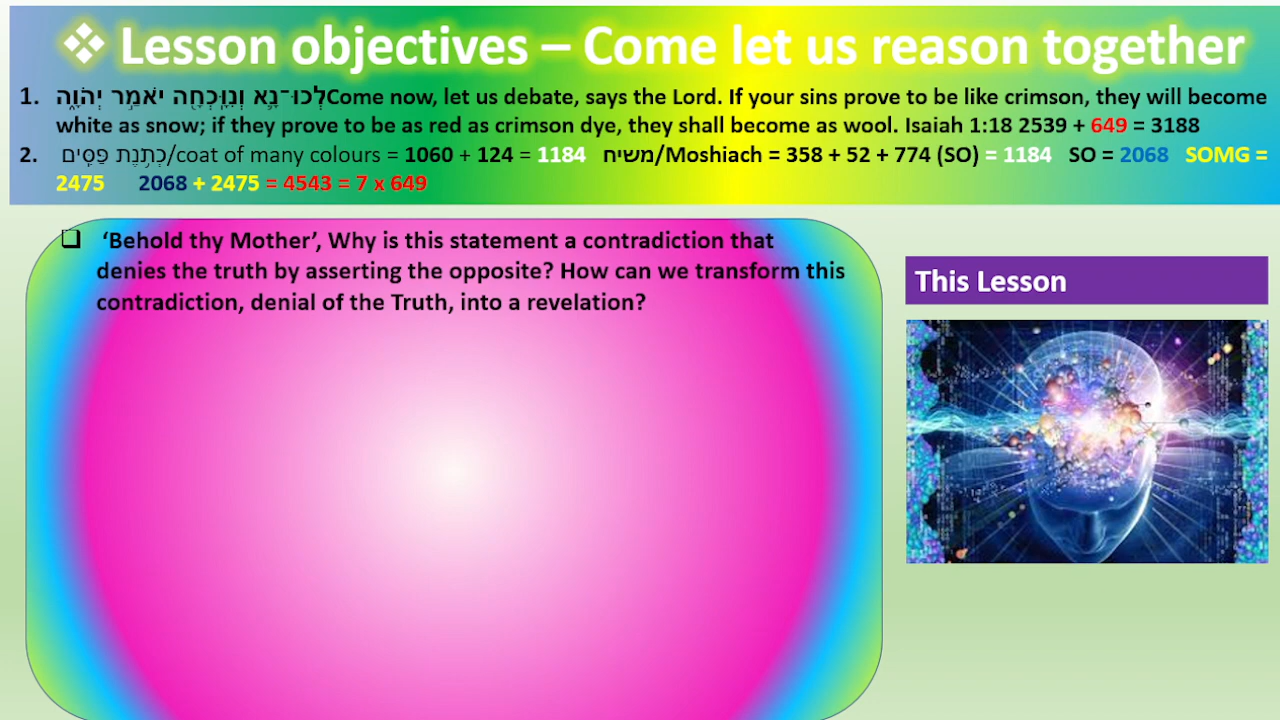 ❖ Lesson objectives – Come let us reason together
1. לְכוּ־נָ֛א וְנִוָּֽכְחָ֖ה יֹאמַ֣ר יְהֹוָ֑ה Come now, let us debate, says the Lord. If your sins prove to be like crimson, they will become
white as snow; if they prove to be as red as crimson dye, they shall become as wool. Isaiah 1:18 2539 + 649 = 3188
2. כְּתֹ֥נֶת פַּסִּֽים/coat of many colours = 1060 + 124 = 1184 משיח/Moshiach = 358 + 52 + 774 (SO) = 1184 SO = 2068 SOMG =
2475 2068 + 2475 = 4543 = 7 x 649
❑ ‘Behold thy Mother’, Why is this statement a contradiction that
denies the truth by asserting the opposite? How can we transform this
contradiction, denial of the Truth, into a revelation?
This Lesson